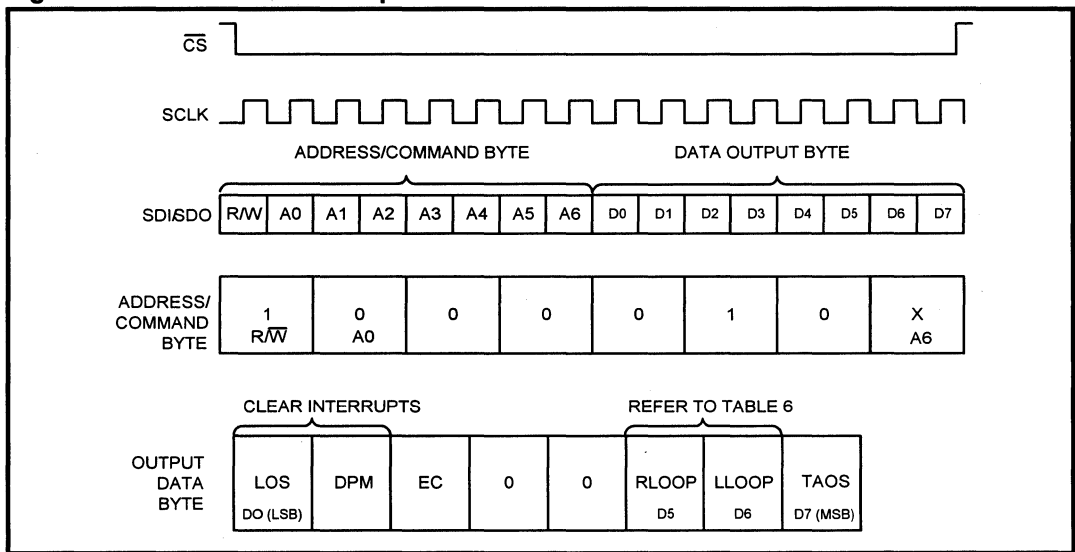 CS
SCLK
ADDRESS/COMMAND BYTE DATA OUTPUT BYTE
SDI/SDO R/W A0 A1 A2 A3 A4 A5 A6 D0 D1 D2 D3 D4 D5 D6 D7
ADDRESS/
COMMAND
BYTE
1 0 0 0 0 1 0 X
R/W A0 A6
CLEAR INTERRUPTS REFER TO TABLE 6
OUTPUT
DATA
BYTE
LOS DPM EC 0 0 RLOOP LLOOP TAOS
DO (LSB) D5 D6 D7 (MSB)